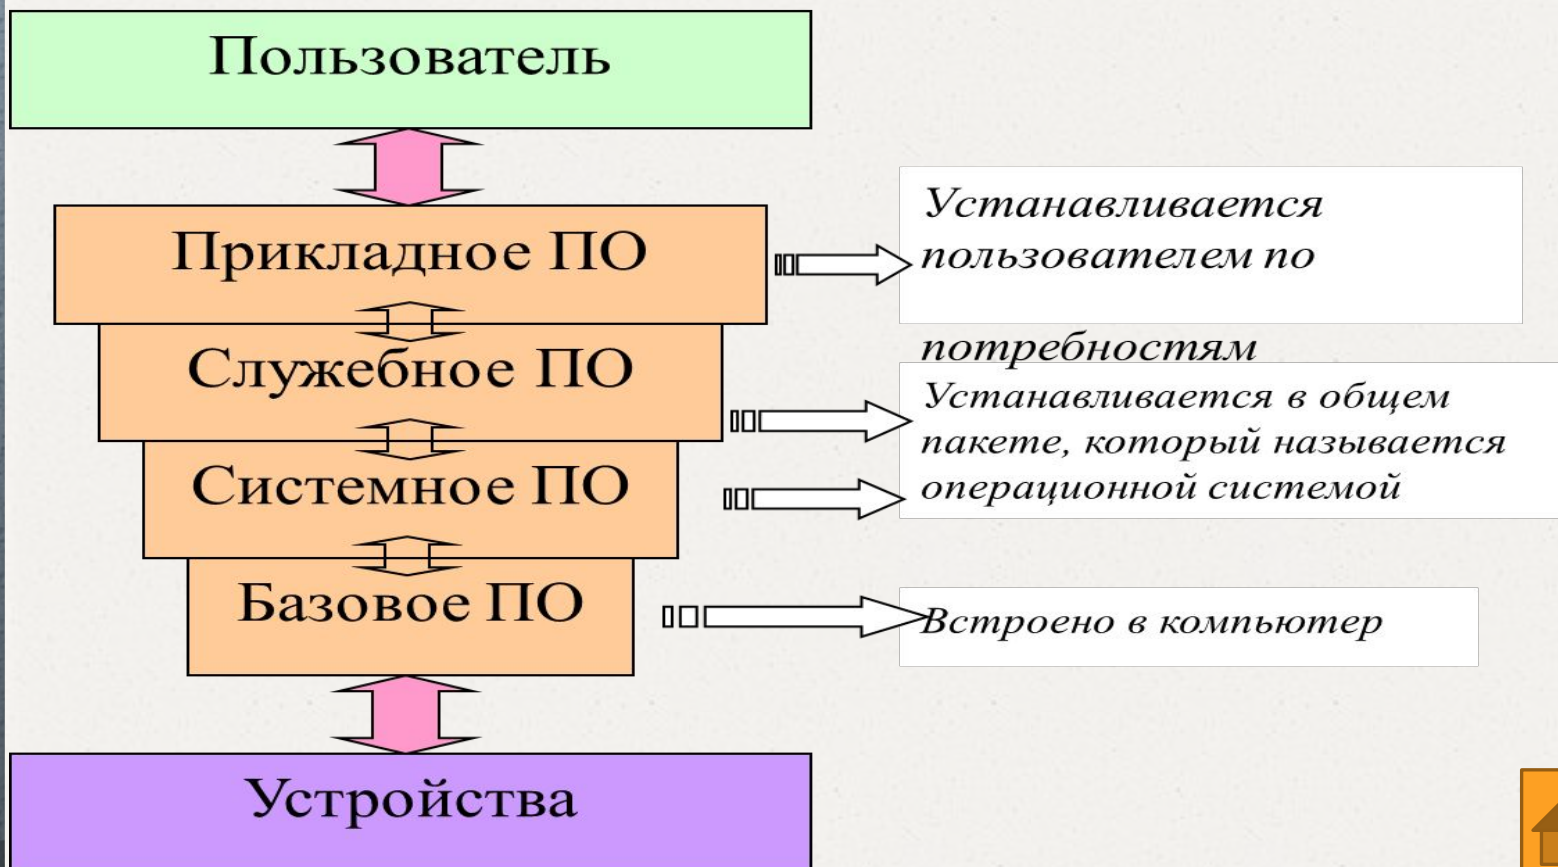 Пользователь
Прикладное ПО
Устанавливается
пользователем по
потребностям
Служебное ПО
Устанавливается в общем
пакете, который называется
операционной системой
Системное ПО
Базовое ПО
Встроено в компьютер
Устройства